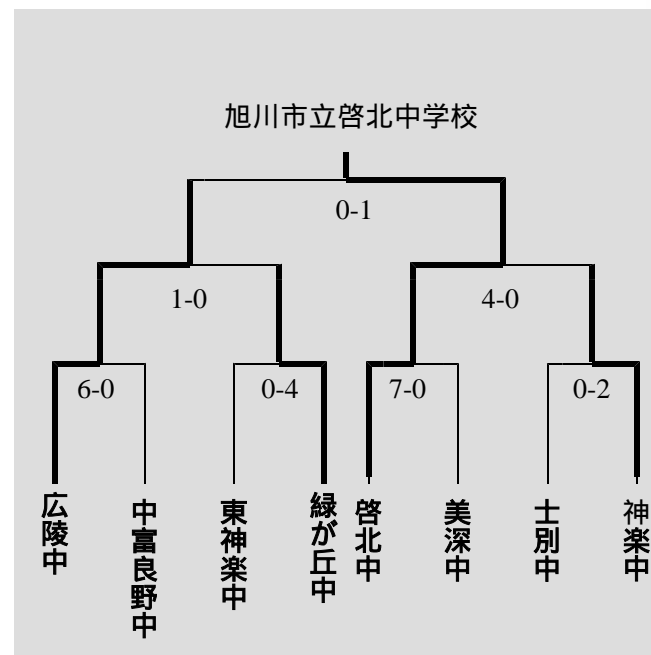 旭川市立啓北中学校
0-1
1-0
4-0
6-0
0-4
7-0
0-2
広陵中
中富良野中
東神楽中
緑が丘中
啓北中
美深中
士別中
神楽中